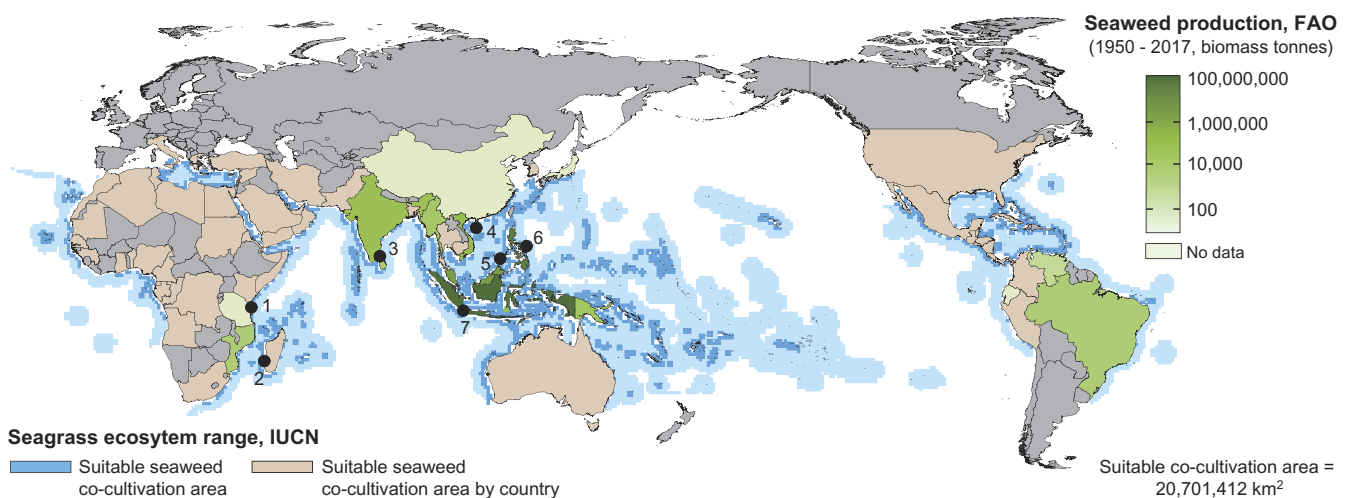 Seaweed production, FAO
(1950 - 2017, biomass tonnes)
100,000,000
1,000,000
10,000
100
No data
1
2
3
4
5
6
7
Seagrass ecosytem range, IUCN
Suitable seaweed
co-cultivation area
Suitable seaweed
co-cultivation area by country
Suitable co-cultivation area =
20,701,412 km²